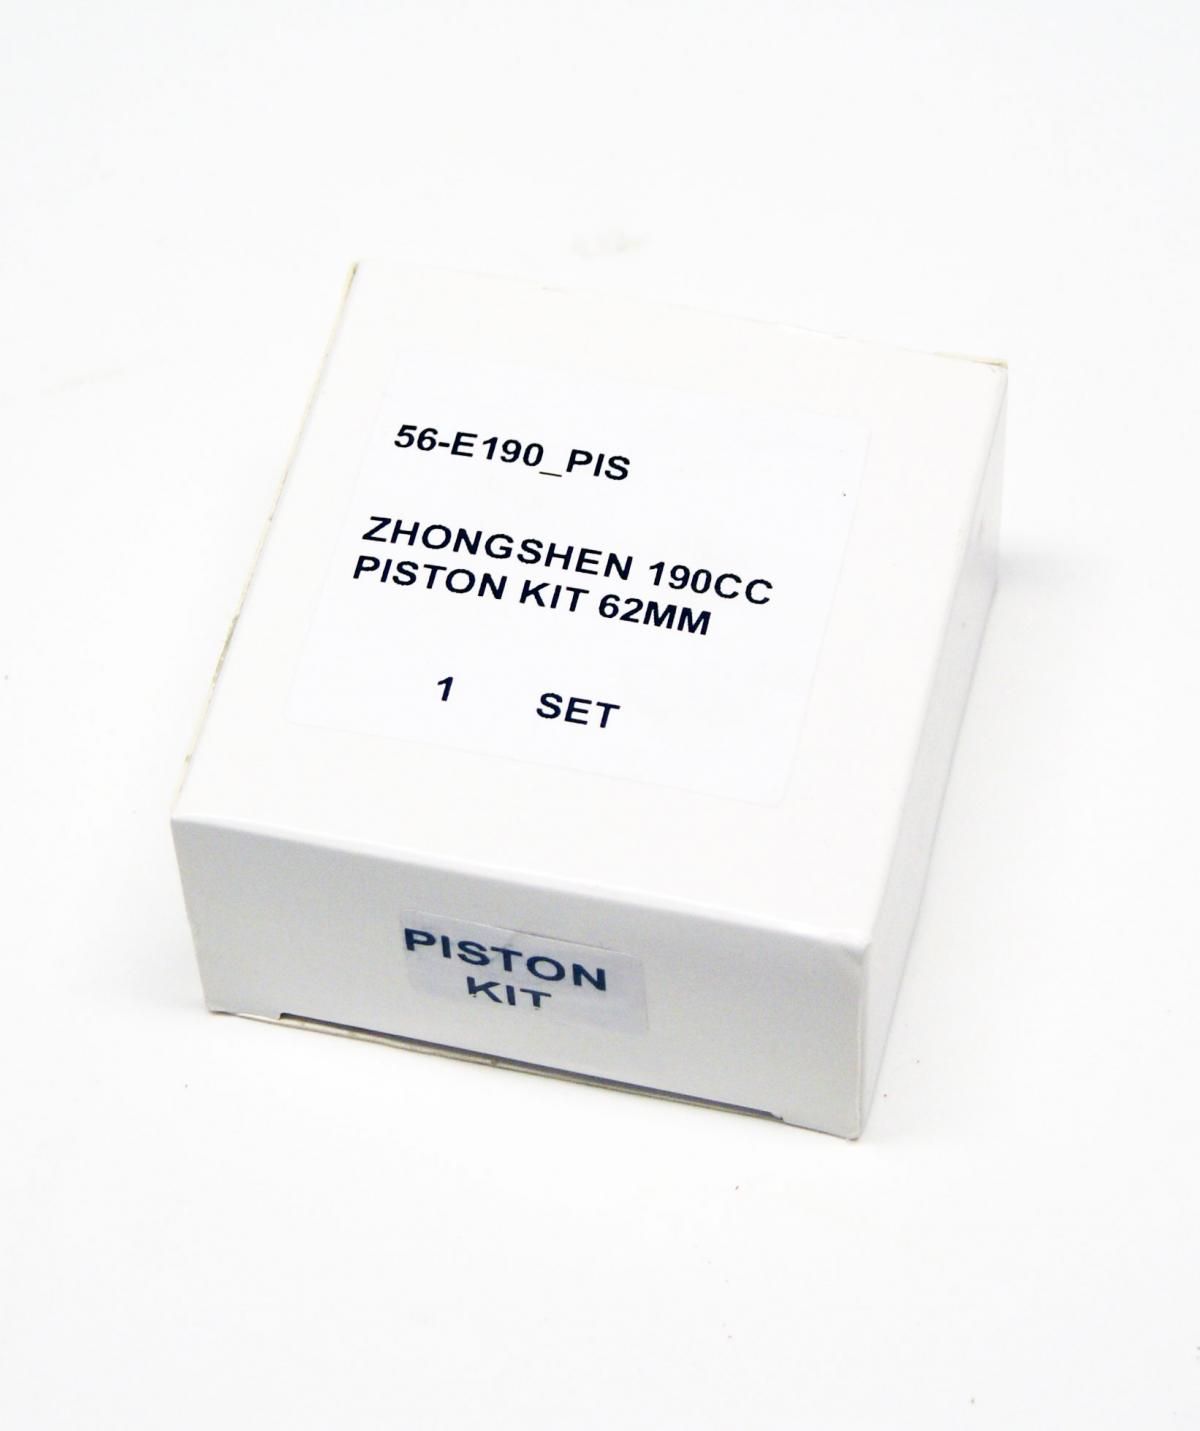 56-E190_PIS
ZHONGSHEN 190CC
PISTON KIT 62MM
1 SET
PISTON
KIT